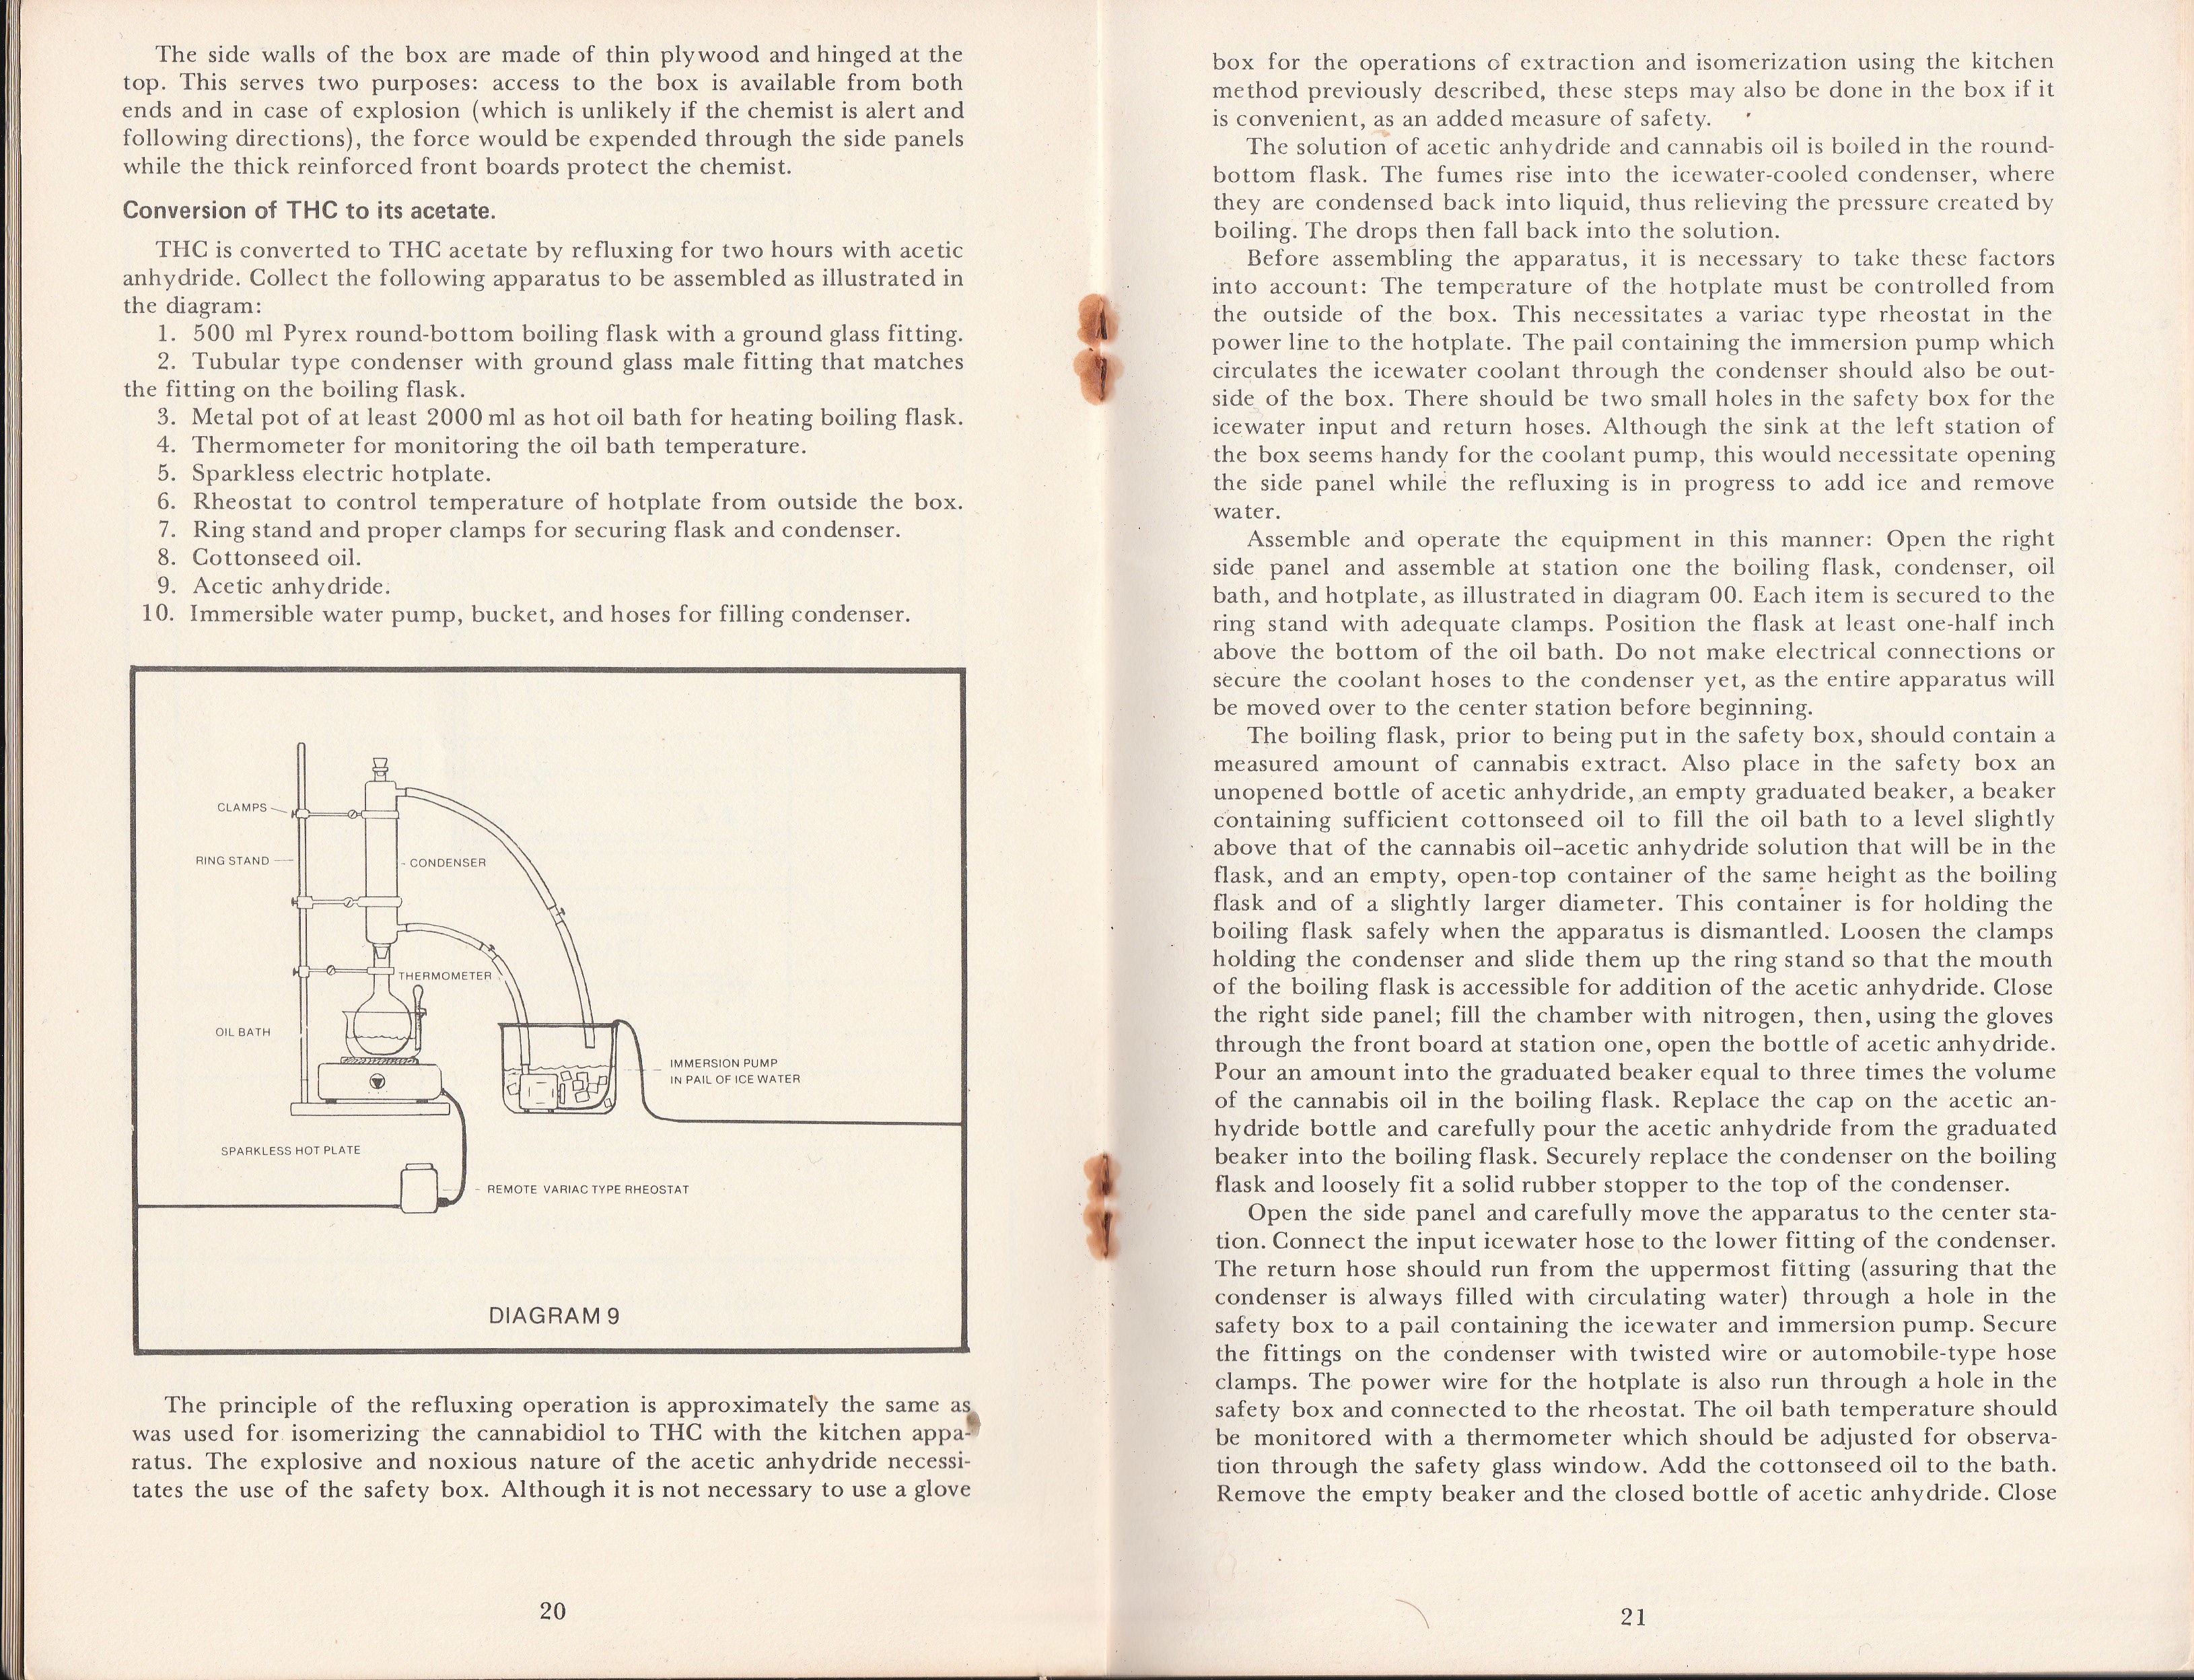 The side walls of the box are made of thin plywood and hinged at the
top. This serves two purposes: access to the box is available from both
ends and in case of explosion (which is unlikely if the chemist is alert and
following directions), the force would be expended through the side panels
while the thick reinforced front boards protect the chemist.
Conversion of THC to its acetate.
THC is converted to THC acetate by refluxing for two hours with acetic
anhydride. Collect the following apparatus to be assembled as illustrated in
the diagram:
1. 500 ml Pyrex round-bottom boiling flask with a ground glass fitting.
2. Tubular type condenser with ground glass male fitting that matches
the fitting on the boiling flask.
3. Metal pot of at least 2000 ml as hot oil bath for heating boiling flask.
4. Thermometer for monitoring the oil bath temperature.
5. Sparkless electric hotplate.
6. Rheostat to control temperature of hotplate from outside the box.
7. Ring stand and proper clamps for securing flask and condenser.
8. Cottonseed oil.
9. Acetic anhydride.
10. Immersible water pump, bucket, and hoses for filling condenser.
CLAMPS
RING STAND
CONDENSER
THERMOMETER
OIL BATH
IMMERSION PUMP
IN PAIL OF ICE WATER
SPARKLESS HOT PLATE
REMOTE VARIAC TYPE RHEOSTAT
DIAGRAM 9
The principle of the refluxing operation is approximately the same as
was used for isomerizing the cannabidiol to THC with the kitchen appa-
ratus. The explosive and noxious nature of the acetic anhydride necessi-
tates the use of the safety box. Although it is not necessary to use a glove
20
box for the operations of extraction and isomerization using the kitchen
method previously described, these steps may also be done in the box if it
is convenient, as an added measure of safety.
The solution of acetic anhydride and cannabis oil is boiled in the round-
bottom flask. The fumes rise into the icewater-cooled condenser, where
they are condensed back into liquid, thus relieving the pressure created by
boiling. The drops then fall back into the solution.
Before assembling the apparatus, it is necessary to take these factors
into account: The temperature of the hotplate must be controlled from
the outside of the box. This necessitates a variac type rheostat in the
power line to the hotplate. The pail containing the immersion pump which
circulates the icewater coolant through the condenser should also be out-
side of the box. There should be two small holes in the safety box for the
icewater input and return hoses. Although the sink at the left station of
the box seems handy for the coolant pump, this would necessitate opening
the side panel while the refluxing is in progress to add ice and remove
water.
Assemble and operate the equipment in this manner: Open the right
side panel and assemble at station one the boiling flask, condenser, oil
bath, and hotplate, as illustrated in diagram 00. Each item is secured to the
ring stand with adequate clamps. Position the flask at least one-half inch
above the bottom of the oil bath. Do not make electrical connections or
secure the coolant hoses to the condenser yet, as the entire apparatus will
be moved over to the center station before beginning.
The boiling flask, prior to being put in the safety box, should contain a
measured amount of cannabis extract. Also place in the safety box an
unopened bottle of acetic anhydride, an empty graduated beaker, a beaker
containing sufficient cottonseed oil to fill the oil bath to a level slightly
above that of the cannabis oil–acetic anhydride solution that will be in the
flask, and an empty, open-top container of the same height as the boiling
flask and of a slightly larger diameter. This container is for holding the
boiling flask safely when the apparatus is dismantled. Loosen the clamps
holding the condenser and slide them up the ring stand so that the mouth
of the boiling flask is accessible for addition of the acetic anhydride. Close
the right side panel; fill the chamber with nitrogen, then, using the gloves
through the front board at station one, open the bottle of acetic anhydride.
Pour an amount into the graduated beaker equal to three times the volume
of the cannabis oil in the boiling flask. Replace the cap on the acetic an-
hydride bottle and carefully pour the acetic anhydride from the graduated
beaker into the boiling flask. Securely replace the condenser on the boiling
flask and loosely fit a solid rubber stopper to the top of the condenser.
Open the side panel and carefully move the apparatus to the center sta-
tion. Connect the input icewater hose to the lower fitting of the condenser.
The return hose should run from the uppermost fitting (assuring that the
condenser is always filled with circulating water) through a hole in the
safety box to a pail containing the icewater and immersion pump. Secure
the fittings on the condenser with twisted wire or automobile-type hose
clamps. The power wire for the hotplate is also run through a hole in the
safety box and connected to the rheostat. The oil bath temperature should
be monitored with a thermometer which should be adjusted for observa-
tion through the safety glass window. Add the cottonseed oil to the bath.
Remove the empty beaker and the closed bottle of acetic anhydride. Close
21